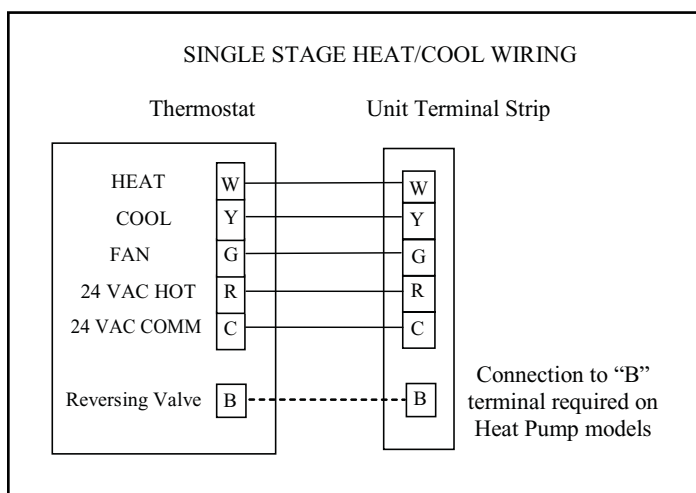 SINGLE STAGE HEAT/COOL WIRING
Thermostat Unit Terminal Strip
HEAT W W
COOL Y Y
FAN G G
24 VAC HOT R R
24 VAC COMM C C
Reversing Valve B B
Connection to “B”
terminal required on
Heat Pump models